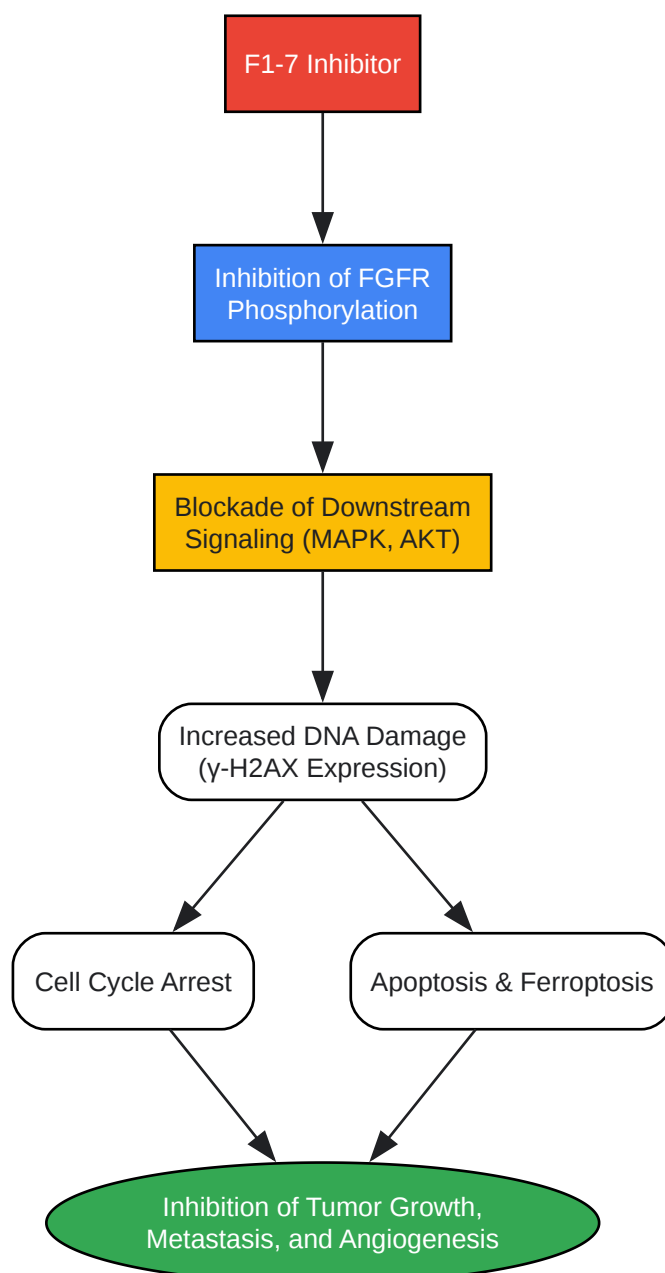 F1-7 Inhibitor
Inhibition of FGFR
Phosphorylation
Blockade of Downstream
Signaling (MAPK, AKT)
Increased DNA Damage
(γ-H2AX Expression)
Cell Cycle Arrest
Apoptosis & Ferroptosis
Inhibition of Tumor Growth,
Metastasis, and Angiogenesis